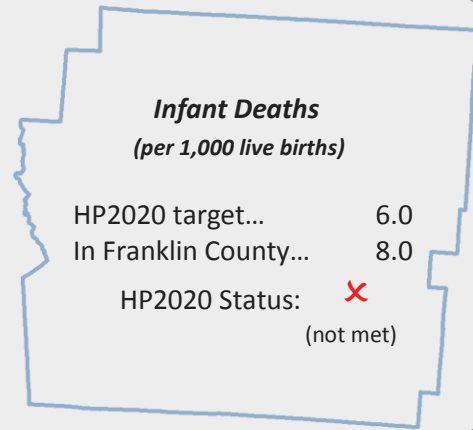 Infant Deaths
(per 1,000 live births)
HP2020 target... 6.0
In Franklin County... 8.0
HP2020 Status: ✗
(not met)